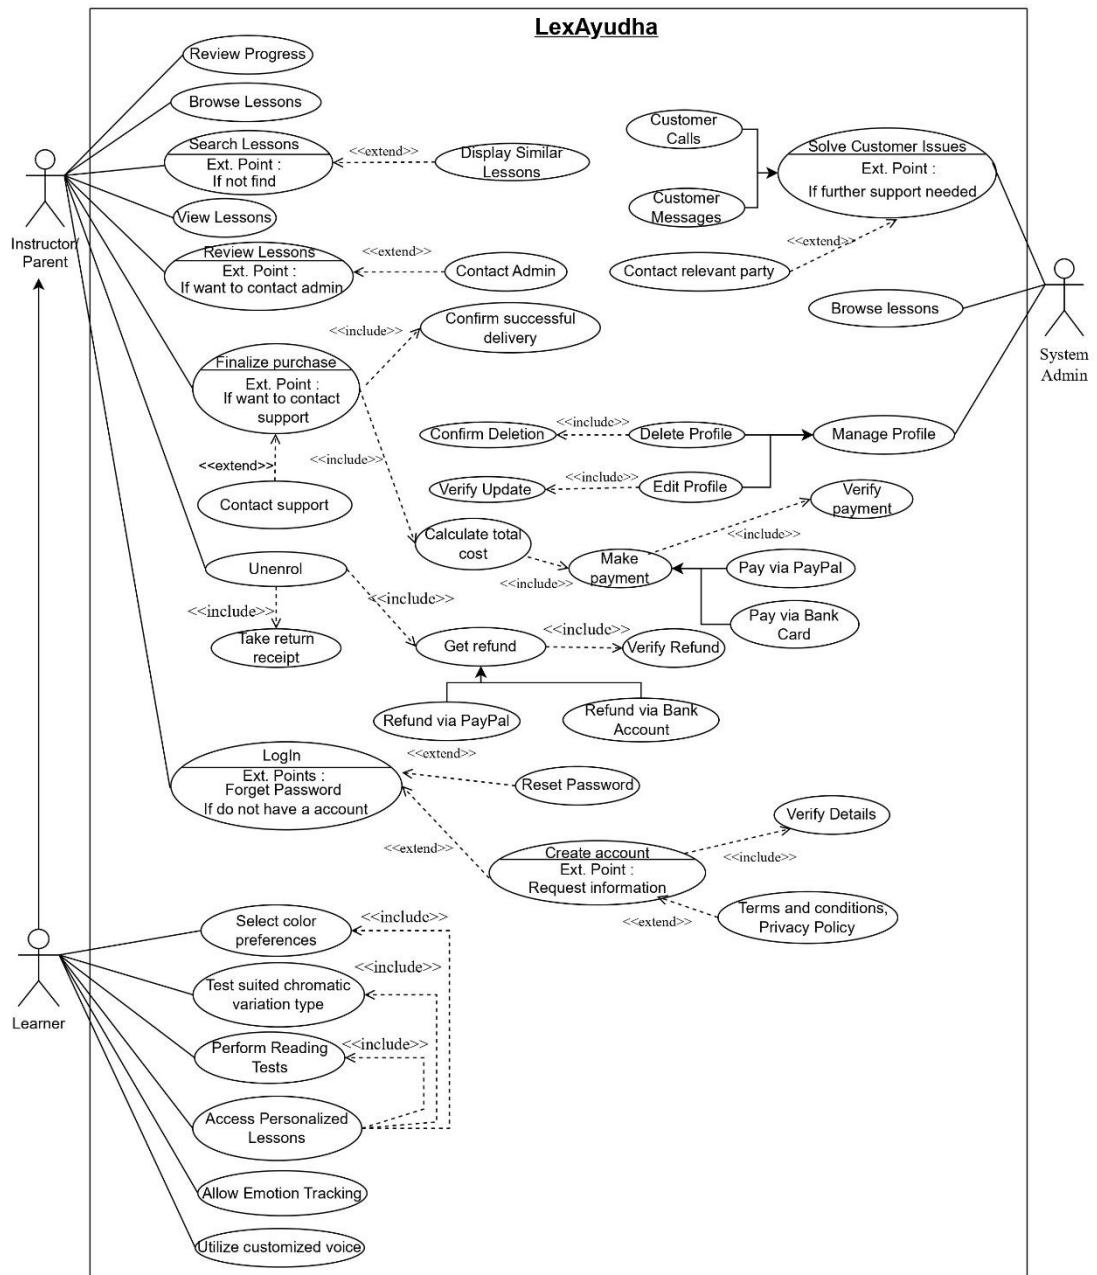 LexAyudha
Review Progress
Browse Lessons
Search Lessons
Ext. Point :
If not find
<<extend>>
Display Similar
Lessons
View Lessons
Review Lessons
Ext. Point :
If want to contact admin
<<extend>>
Contact Admin
Instructor/
Parent
Customer
Calls
Customer
Messages
Solve Customer Issues
Ext. Point :
If further support needed
<<extend>>
Contact relevant party
Browse lessons
System
Admin
<<include>>
Confirm successful
delivery
Finalize purchase
Ext. Point :
If want to contact
support
<<extend>>
Contact support
<<include>>
Confirm Deletion
<<include>>
Delete Profile
Manage Profile
Verify Update
<<include>>
Edit Profile
Verify
payment
Calculate total
cost
<<include>>
Make
payment
<<include>>
Pay via PayPal
Pay via Bank
Card
Unenrol
<<include>>
Take return
receipt
<<include>>
Get refund
<<include>>
Verify Refund
Refund via PayPal
Refund via Bank
Account
LogIn
Ext. Points :
Forget Password
If do not have a account
<<extend>>
Reset Password
<<extend>>
Create account
Ext. Point :
Request information
Verify Details
<<include>>
<<extend>>
Terms and conditions,
Privacy Policy
Learner
Select color
preferences
<<include>>
Test suited chromatic
variation type
<<include>>
Perform Reading
Tests
<<include>>
Access Personalized
Lessons
Allow Emotion Tracking
Utilize customized voice